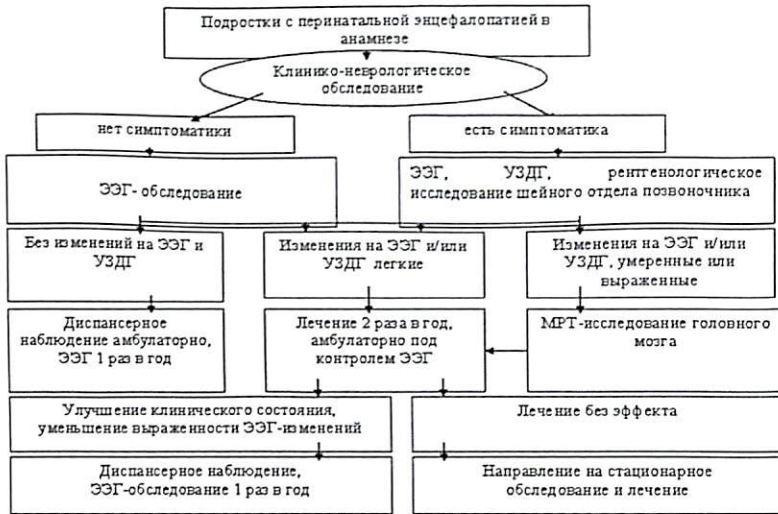 Подростки с перинатальной энцефалопатией в
анамнезе
Клинико-неврологическое
обследование
нет симптоматики
есть симптоматика
ЭЭГ- обследование
ЭЭГ, УЗДГ, рентгенологическое
исследование шейного отдела позвоночника
Без изменений на ЭЭГ и
УЗДГ
Изменения на ЭЭГ и/или
УЗДГ легкие
Изменения на ЭЭГ и/или
УЗДГ, умеренные или
выраженные
Диспансерное
наблюдение амбулаторно,
ЭЭГ 1 раз в год
Лечение 2 раза в год,
амбулаторно под
контролем ЭЭГ
МРТ-исследование головного
мозга
Улучшение клинического состояния,
уменьшение выраженности ЭЭГ-изменений
Лечение без эффекта
Диспансерное наблюдение,
ЭЭГ-обследование 1 раз в год
Направление на стационарное
обследование и лечение